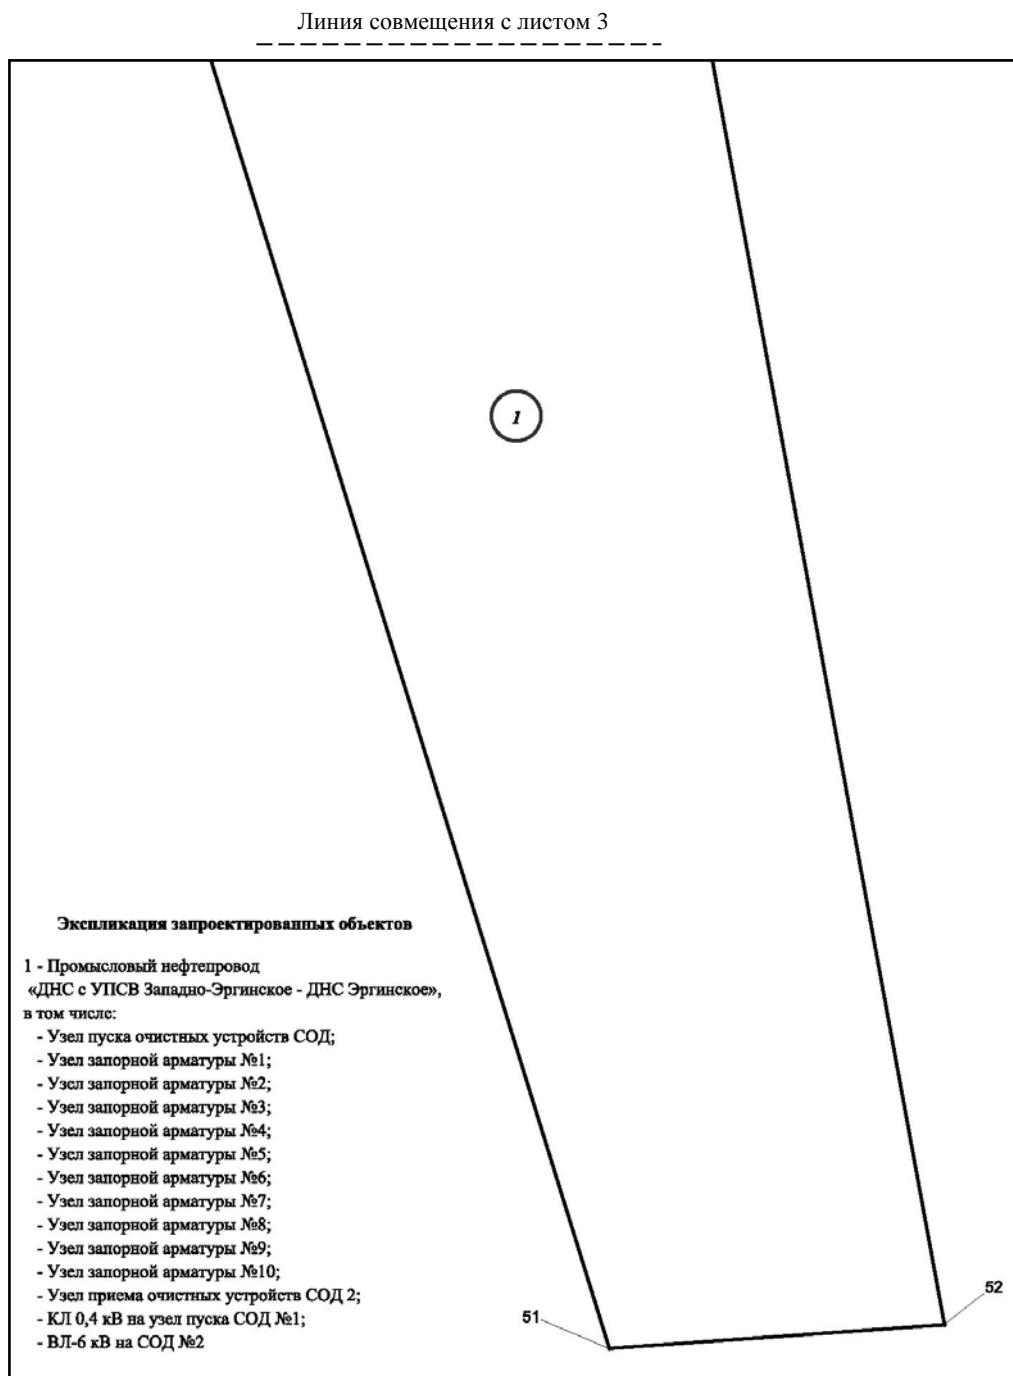 Линия совмещения с листом 3
1
Экспликация запроектированных объектов
1 - Промысловый нефтепровод
«ДНС с УПСВ Западно-Эргинское - ДНС Эргинское»,
в том числе:
- Узел пуска очистных устройств СОД;
- Узел запорной арматуры №1;
- Узел запорной арматуры №2;
- Узел запорной арматуры №3;
- Узел запорной арматуры №4;
- Узел запорной арматуры №5;
- Узел запорной арматуры №6;
- Узел запорной арматуры №7;
- Узел запорной арматуры №8;
- Узел запорной арматуры №9;
- Узел запорной арматуры №10;
- Узел приема очистных устройств СОД 2;
- КЛ 0,4 кВ на узел пуска СОД №1;
- ВЛ-6 кВ на СОД №2
51
52